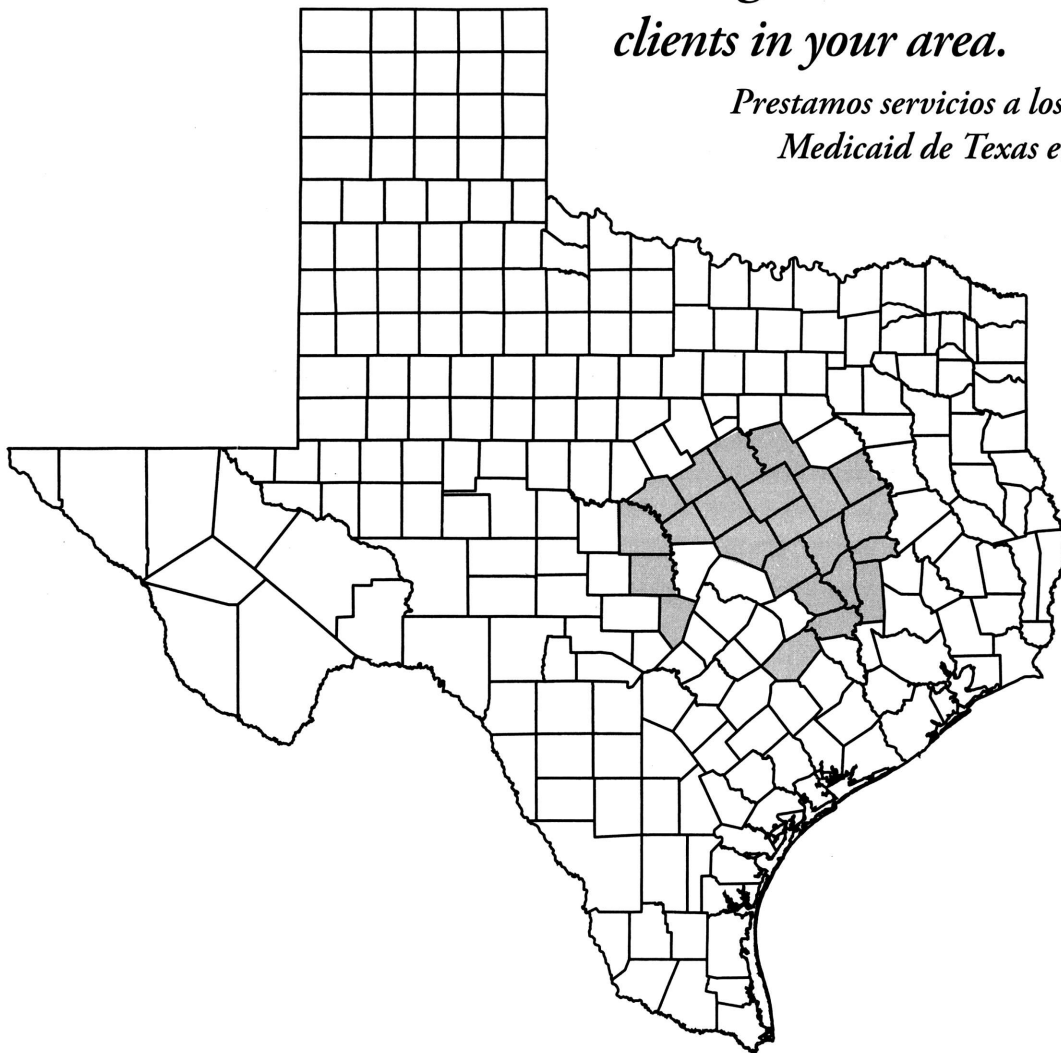 clients in your area.
Prestamos servicios a los
Medicaid de Texas e